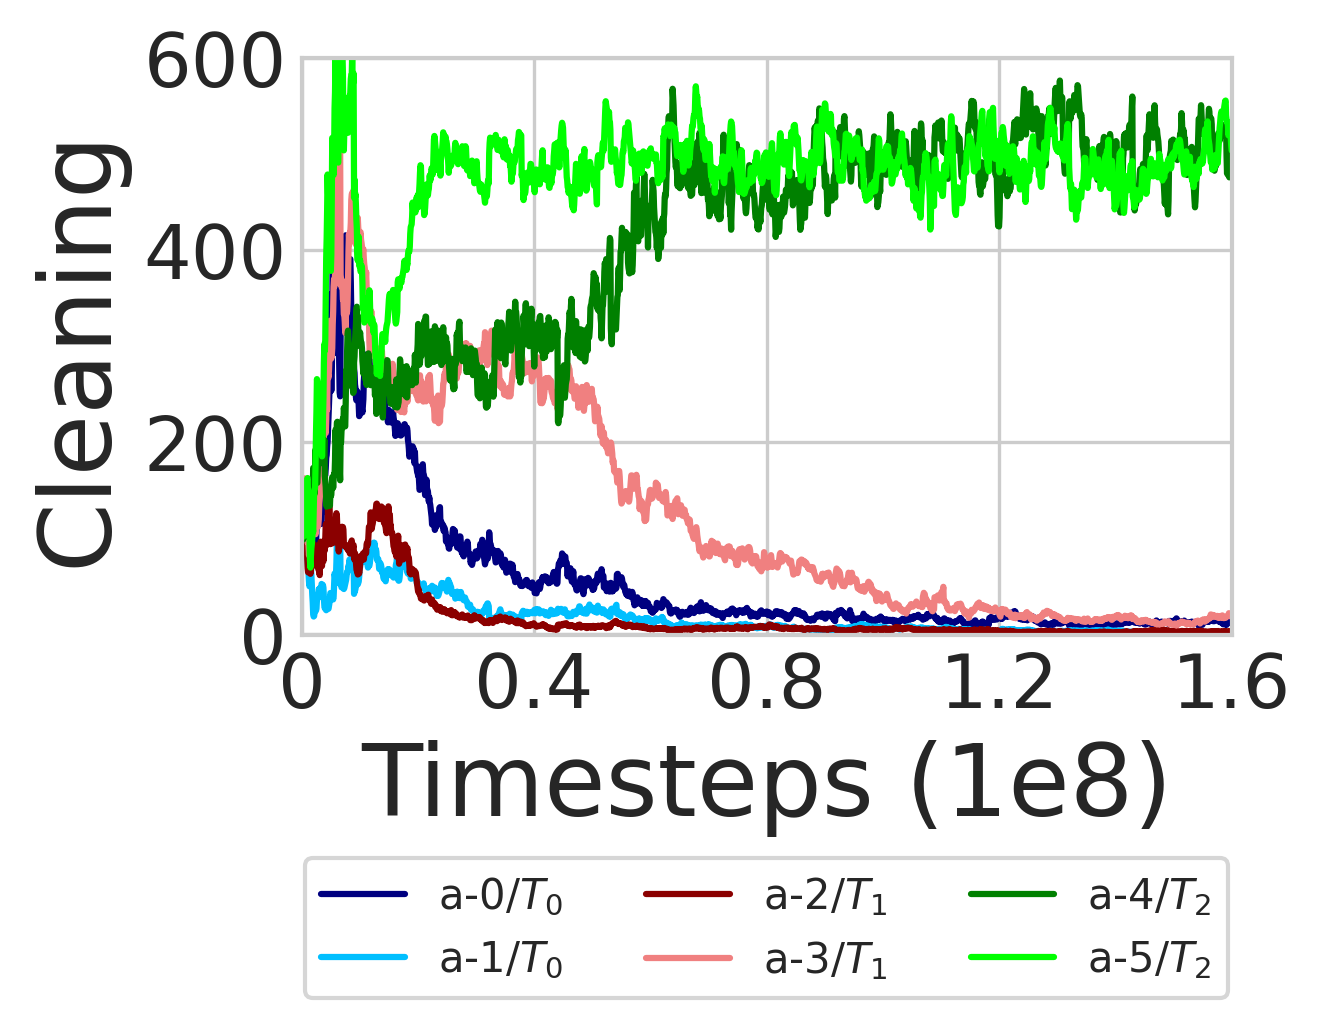 Cleaning
600
400
200
0
0 0.4 0.8 1.2 1.6
Timesteps (1e8)
a-0/T₀ a-2/T₁ a-4/T₂
a-1/T₀ a-3/T₁ a-5/T₂